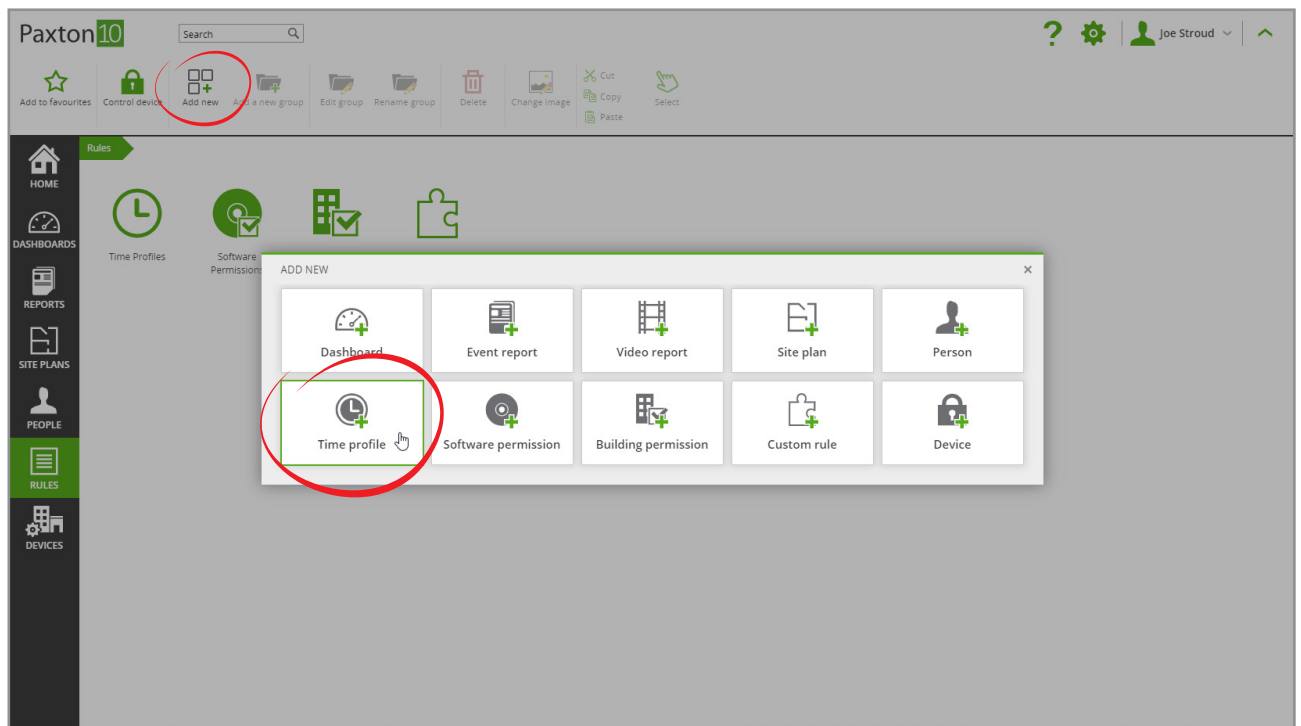 Paxton10
Search
Joe Stroud
Add to favourites
Control device
Add new
Add a new group
Edit group
Rename group
Delete
Change image
Cut
Copy
Paste
Select
HOME
DASHBOARDS
REPORTS
SITE PLANS
PEOPLE
RULES
DEVICES
Rules
Time Profiles
Software
Permissions
ADD NEW
Dashboard
Event report
Video report
Site plan
Person
Time profile
Software permission
Building permission
Custom rule
Device